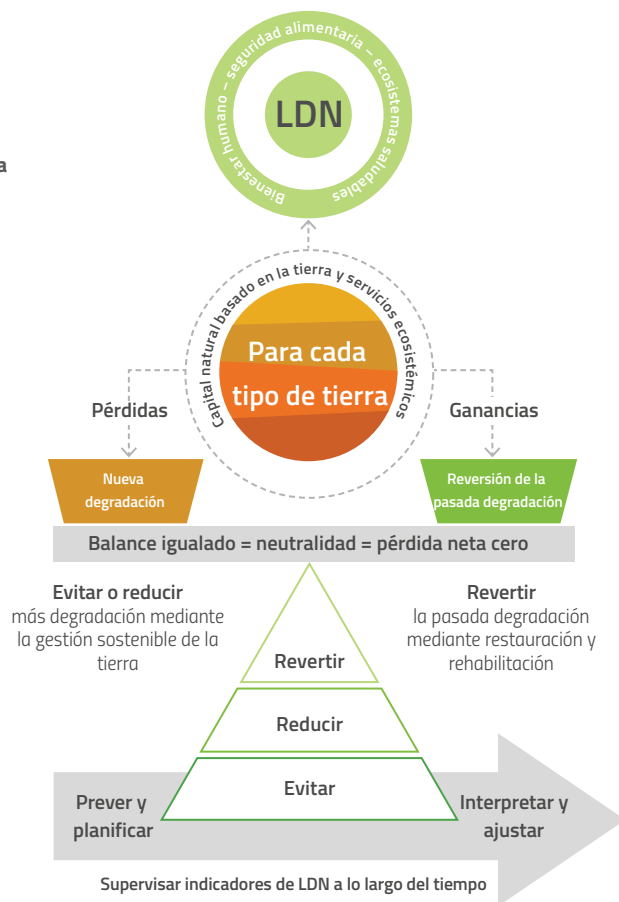 Bienestar humano – seguridad alimentaria – ecosistemas saludables
LDN
a
Capital natural basado en la tierra y servicios ecosistémicos
Para cada
tipo de tierra
Pérdidas
Ganancias
Nueva
degradación
Reversión de la
pasada degradación
Balance igualado = neutralidad = pérdida neta cero
Evitar o reducir
más degradación mediante
la gestión sostenible de la
tierra
Revertir
la pasada degradación
mediante restauración y
rehabilitación
Revertir
Reducir
Evitar
Prever y
planificar
Interpretar y
ajustar
Supervisar indicadores de LDN a lo largo del tiempo